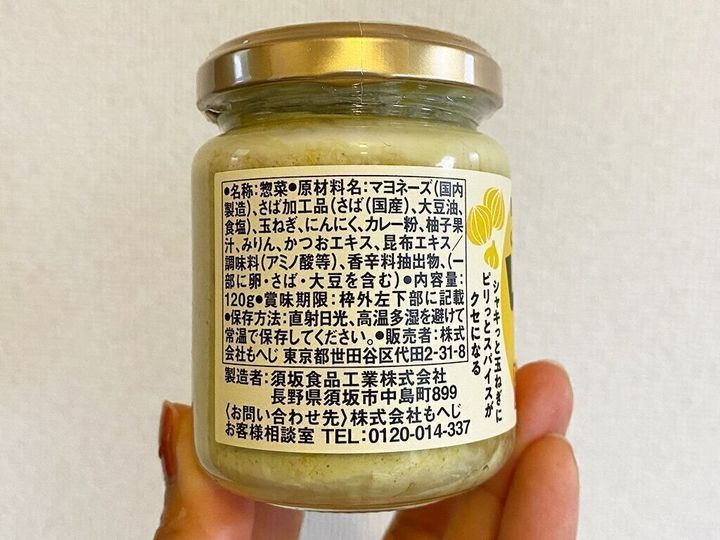 ●名称：惣菜●原材料名：マヨネーズ（国内
製造）、さば加工品（さば（国産）、大豆油、
食塩）、玉ねぎ、にんにく、カレー粉、柚子果
汁、みりん、かつおエキス、昆布エキス／
調味料（アミノ酸等）、香辛料抽出物、（一
部に卵・さば・大豆を含む）●内容量：
120g●賞味期限：枠外左下部に記載
●保存方法：直射日光、高温多湿を避けて
常温で保存してください。●販売者：株式
会社もへじ 東京都世田谷区代田2-31-8
製造者：須坂食品工業株式会社
長野県須坂市中島町899
〈お問い合わせ先〉株式会社もへじ
お客様相談室 TEL：0120-014-337
シャキっと玉ねぎに
ピリっとスパイスが
クセになる